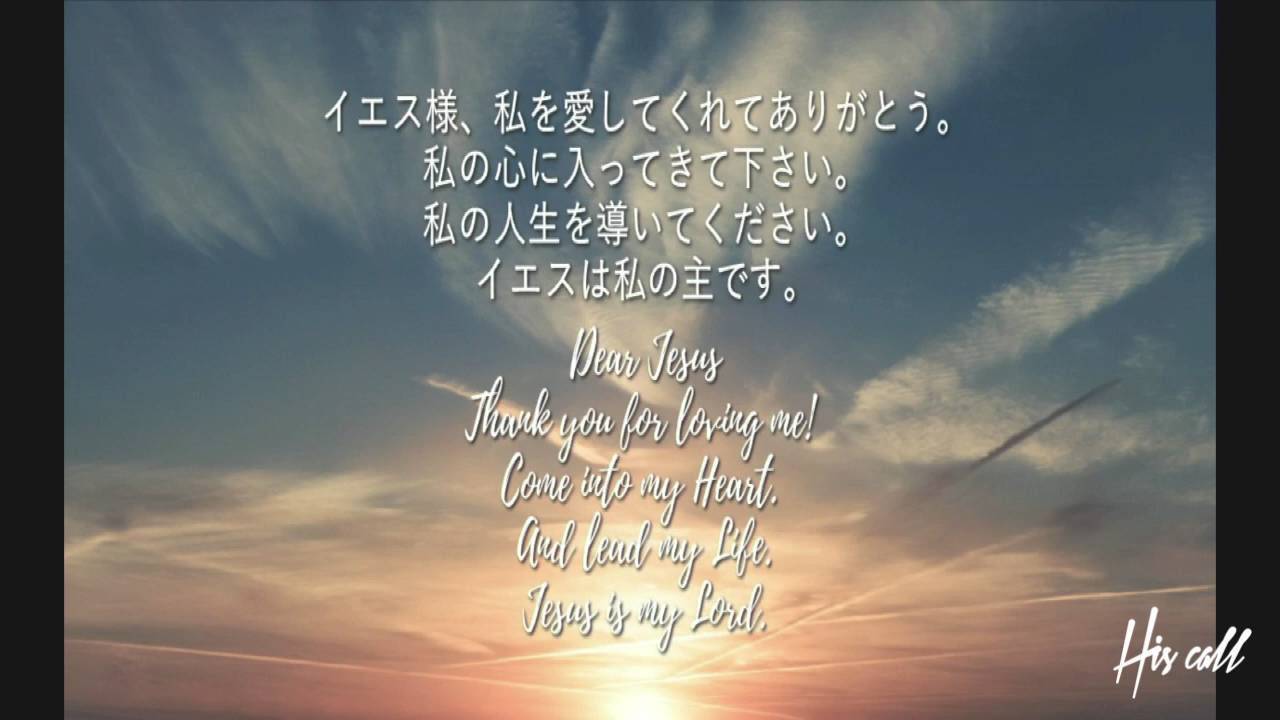 イエス様、私を愛してくれてありがとう。
私の心に入ってきて下さい。
私の人生を導いてください。
イエスは私の主です。
Dear Jesus
Thank you for loving me!
Come into my Heart.
And lead my Life.
Jesus is my Lord.
His call